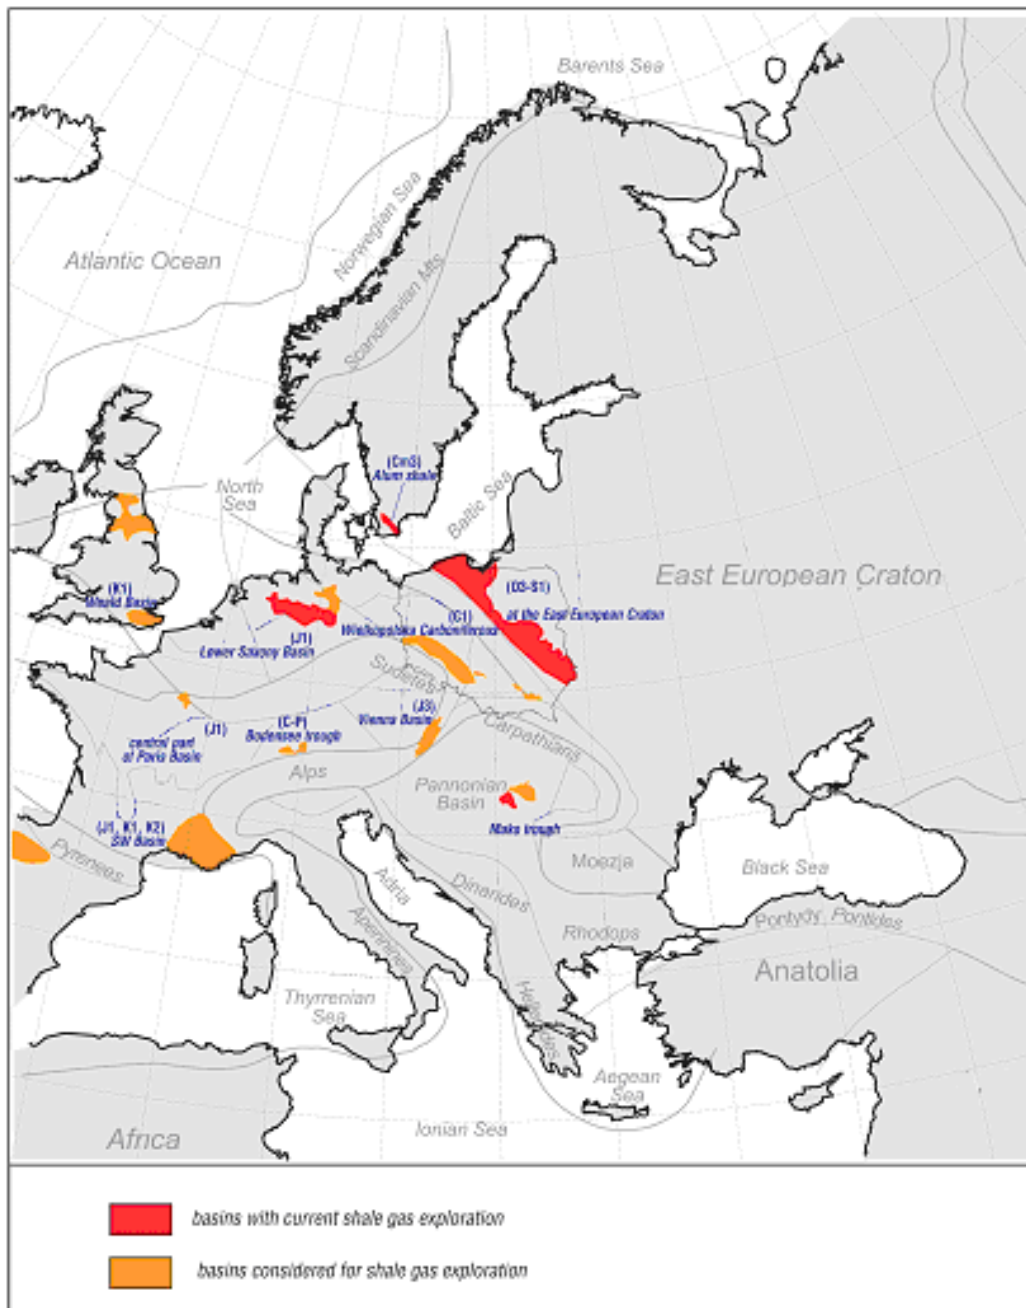 Barents Sea
Norwegian Sea
Atlantic Ocean
Scandinavian Mts
(Cm3)
Alum shale
North
Sea
Baltic Sea
East European Craton
(K1)
Weald Basin
(O3-S1)
at the East European Craton
(C1)
Wielkopolska Carboniferous
(J1)
Lower Saxony Basin
Sudetes
(J3)
Vienna Basin
(C-P)
Bodensee trough
(J1)
central part
of Paris Basin
Carpathians
Alps
Pannonian
Basin
Mako trough
(J1, K1, K2)
SW Basin
Pyrenees
Moezja
Black Sea
Adria
Dinarides
Apennines
Rhodops
Pontydy Pontides
Anatolia
Thyrrenian
Sea
Hellenides
Aegean
Sea
Ionian Sea
Africa
basins with current shale gas exploration
basins considered for shale gas exploration